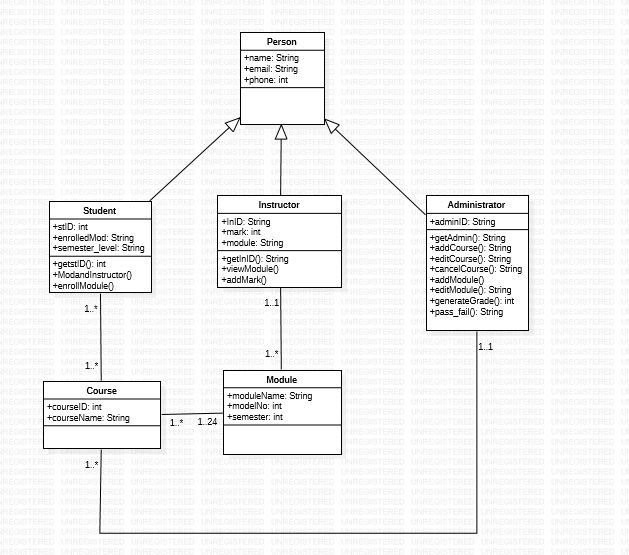 Person
+name: String
+email: String
+phone: int
Student
+stID: int
+enrolledMod: String
+semester_level: String
+getstID(): int
+ModandInstructor()
+enrollModule()
Instructor
+InID: String
+mark: int
+module: String
+getInID(): String
+viewModule()
+addMark()
Administrator
+adminID: String
+getAdmin(): String
+addCourse(): String
+editCourse(): String
+cancelCourse(): String
+addModule()
+editModule(): String
+generateGrade(): int
+pass_fail(): String
1..*
1..1
1..1
1..*
1..*
Course
+courseID: int
+courseName: String
Module
+moduleName: String
+modelNo: int
+semester: int
1..*
1..24
1..*
UNREGISTERED